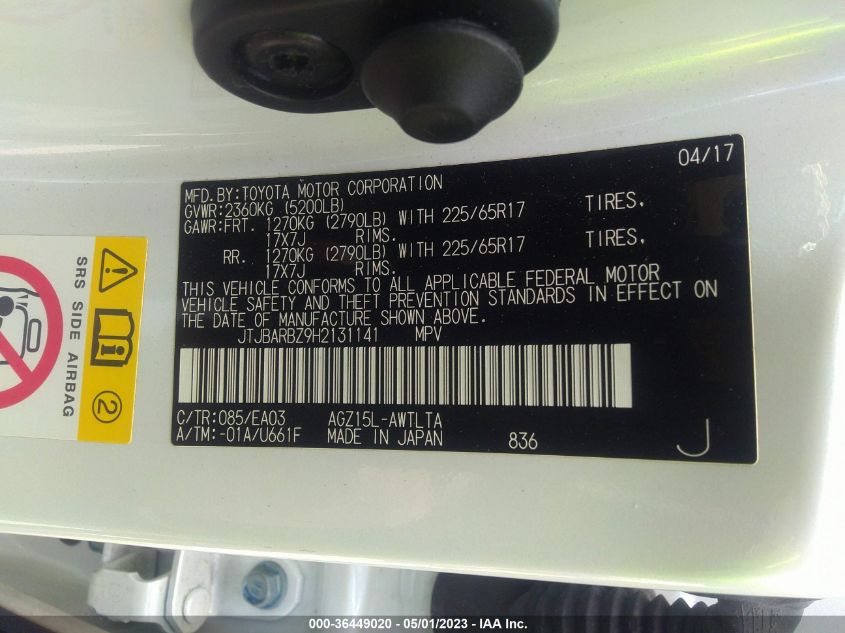 04/17
MFD.BY:TOYOTA MOTOR CORPORATION
GVWR:2360KG (5200LB)
GAWR:FRT. 1270KG (2790LB) WITH 225/65R17 TIRES.
17X7J RIMS.
RR. 1270KG (2790LB) WITH 225/65R17 TIRES.
17X7J RIMS.
THIS VEHICLE CONFORMS TO ALL APPLICABLE FEDERAL MOTOR
VEHICLE SAFETY AND THEFT PREVENTION STANDARDS IN EFFECT ON
THE DATE OF MANUFACTURE SHOWN ABOVE.
JTJBARBZ9H2131141 MPV
C/TR:085/EA03 AGZ15L-AWTLTA
A/TM:-01A/U661F MADE IN JAPAN 836 J
SRS SIDE AIRBAG
2
000-36449020 - 05/01/2023 - IAA Inc.